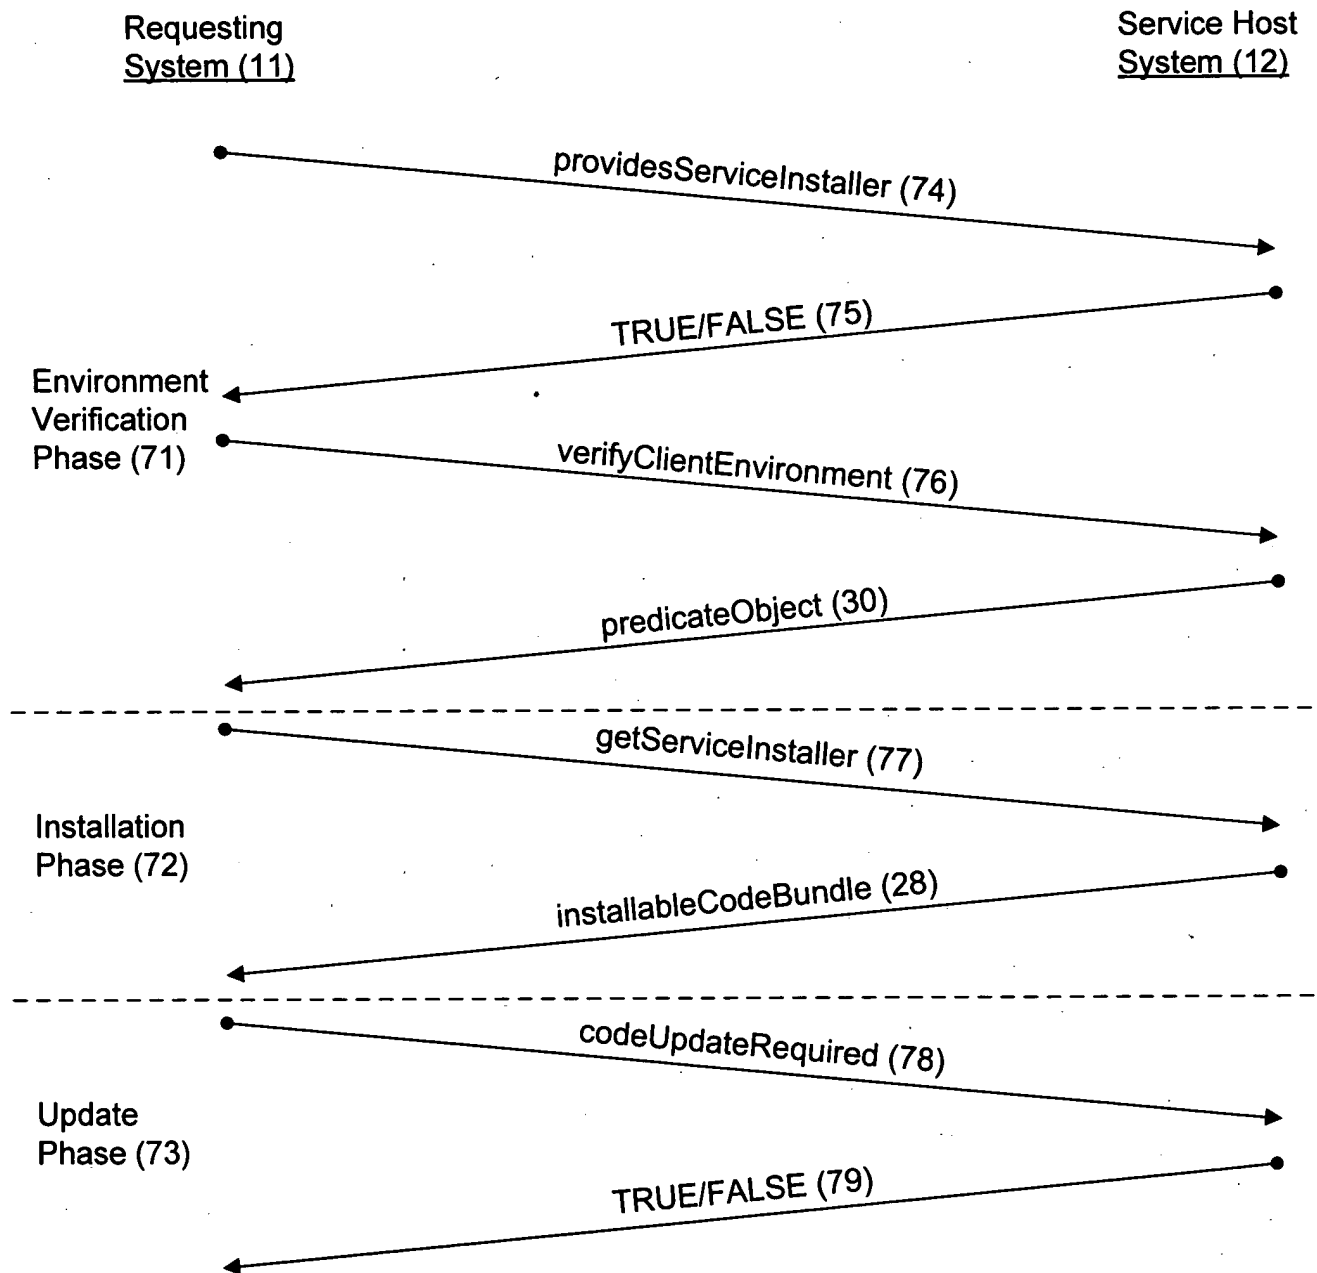 Requesting
System (11)
Service Host
System (12)
providesServiceInstaller (74)
TRUE/FALSE (75)
Environment
Verification
Phase (71)
verifyClientEnvironment (76)
predicateObject (30)
getServiceInstaller (77)
Installation
Phase (72)
installableCodeBundle (28)
codeUpdateRequired (78)
Update
Phase (73)
TRUE/FALSE (79)